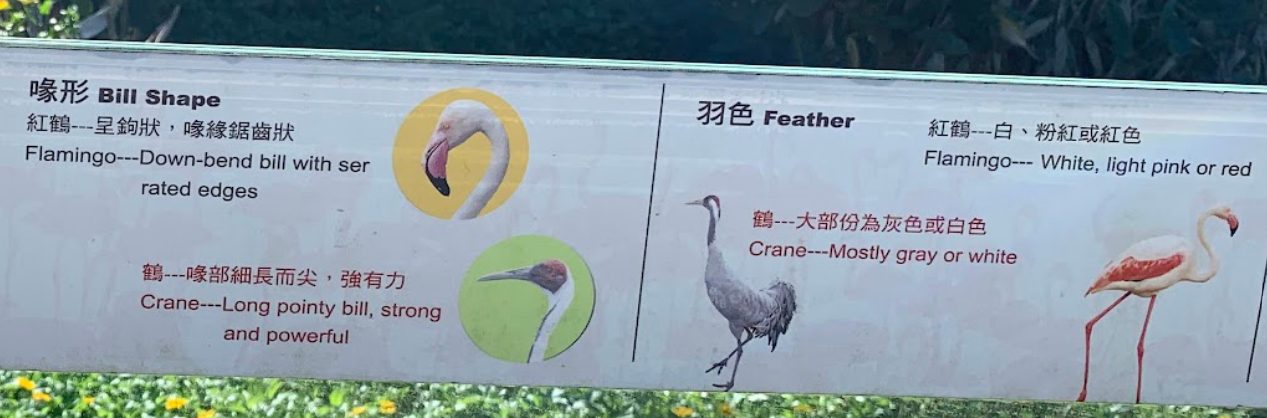 喙形 Bill Shape
紅鶴---呈鉤狀，喙緣鋸齒狀
Flamingo---Down-bend bill with ser
rated edges
鶴---喙部細長而尖，強有力
Crane---Long pointy bill, strong
and powerful
羽色 Feather
紅鶴---白、粉紅或紅色
Flamingo--- White, light pink or red
鶴---大部份為灰色或白色
Crane---Mostly gray or white